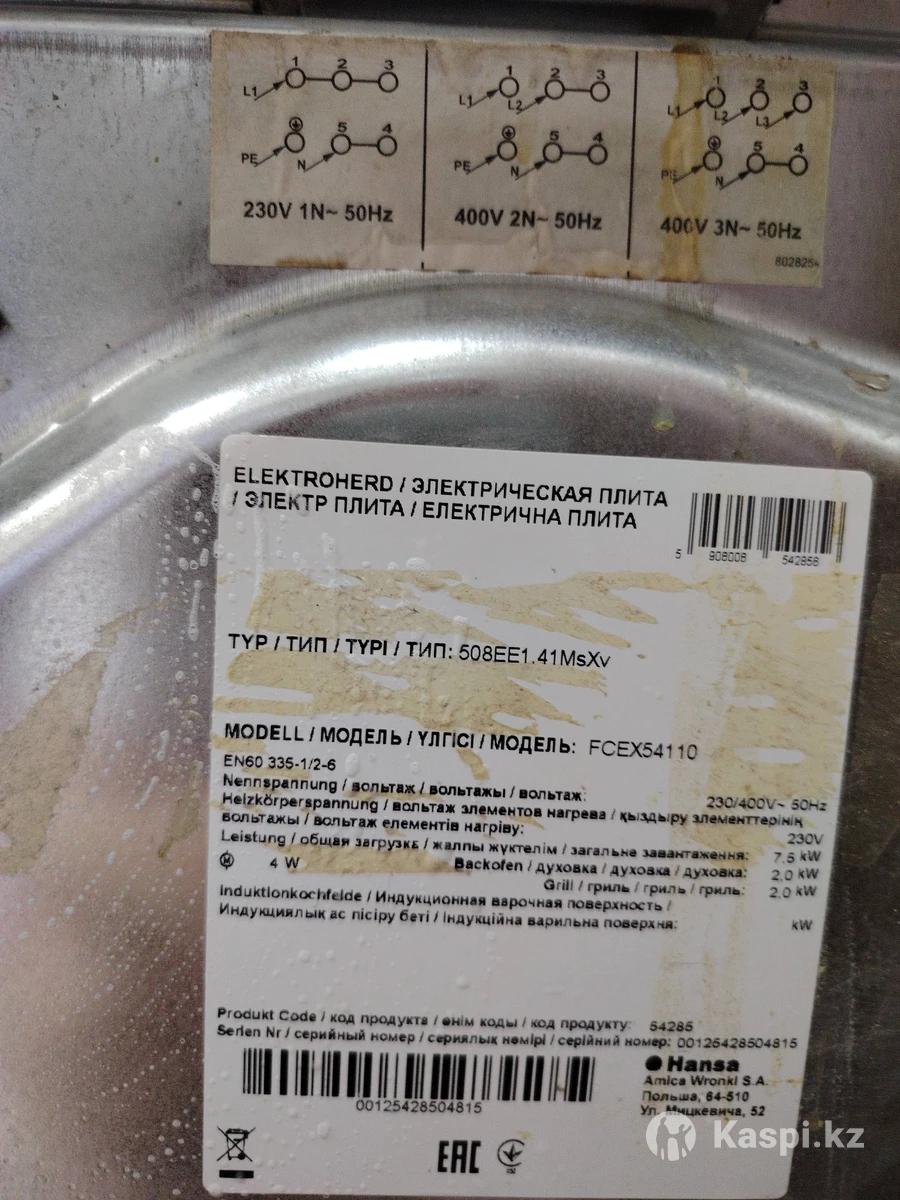 1 2 3
L1
PE N 5 4
230V 1N~ 50Hz
1 2 3
L1 L2
PE N 5 4
400V 2N~ 50Hz
1 2 3
L1 L2 L3
PE N 5 4
400V 3N~ 50Hz
8028254
ELEKTROHERD / ЭЛЕКТРИЧЕСКАЯ ПЛИТА
/ ЭЛЕКТР ПЛИТА / ЕЛЕКТРИЧНА ПЛИТА
5 908008 542858
TYP / ТИП / TYPI / ТИП: 508EE1.41MsXv
MODELL / МОДЕЛЬ / ҮЛГІСІ / МОДЕЛЬ: FCEX54110
EN60 335-1/2-6
Nennspannung / вольтаж / вольтажы / вольтаж: 230/400V~ 50Hz
Heizkörperspannung / вольтаж элементов нагрева / қыздыру элементтерінің
вольтажы / вольтаж елементів нагріву: 230V
Leistung / общая загрузка / жалпы жүктелім / загальне завантаження: 7.5 kW
4 W Backofen / духовка / духовка / духовка: 2.0 kW
Grill / гриль / гриль / гриль: 2,0 kW
Induktionkochfelde / Индукционная варочная поверхность /
Индукциялық ас пісіру беті / Індукційна варильна поверхня: kW
Produkt Code / код продукта / өнім коды / код продукту: 54285
Serien Nr / серийный номер / сериялық нөмірі / серійний номер: 00125428504815
00125428504815
Hansa
Amica Wronki S.A.
Польша, 64-510
Ул. Мицкевича, 52
EAC
Kaspi.kz